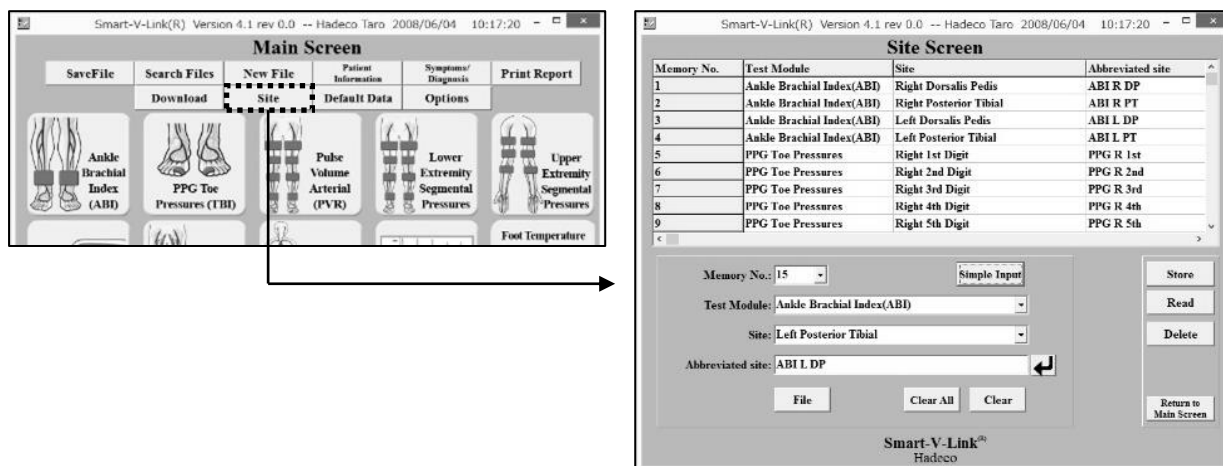 Smart-V-Link(R) Version 4.1 rev 0.0 -- Hadeco Taro 2008/06/04 10:17:20
Main Screen
SaveFile Search Files New File Patient Information Symptoms/ Diagnosis Print Report
Download Site Default Data Options
Ankle Brachial Index (ABI)
PPG Toe Pressures (TBI)
Pulse Volume Arterial (PVR)
Lower Extremity Segmental Pressures
Upper Extremity Segmental Pressures
Foot Temperature
Smart-V-Link(R) Version 4.1 rev 0.0 -- Hadeco Taro 2008/06/04 10:17:20
Site Screen
Memory No. Test Module Site Abbreviated site
1 Ankle Brachial Index(ABI) Right Dorsalis Pedis ABI R DP
2 Ankle Brachial Index(ABI) Right Posterior Tibial ABI R PT
3 Ankle Brachial Index(ABI) Left Dorsalis Pedis ABI L DP
4 Ankle Brachial Index(ABI) Left Posterior Tibial ABI L PT
5 PPG Toe Pressures Right 1st Digit PPG R 1st
6 PPG Toe Pressures Right 2nd Digit PPG R 2nd
7 PPG Toe Pressures Right 3rd Digit PPG R 3rd
8 PPG Toe Pressures Right 4th Digit PPG R 4th
9 PPG Toe Pressures Right 5th Digit PPG R 5th
Memory No.: 15 Simple Input
Store
Test Module: Ankle Brachial Index(ABI)
Read
Site: Left Posterior Tibial
Delete
Abbreviated site: ABI L DP
File Clear All Clear
Return to Main Screen
Smart-V-Link(R)
Hadeco